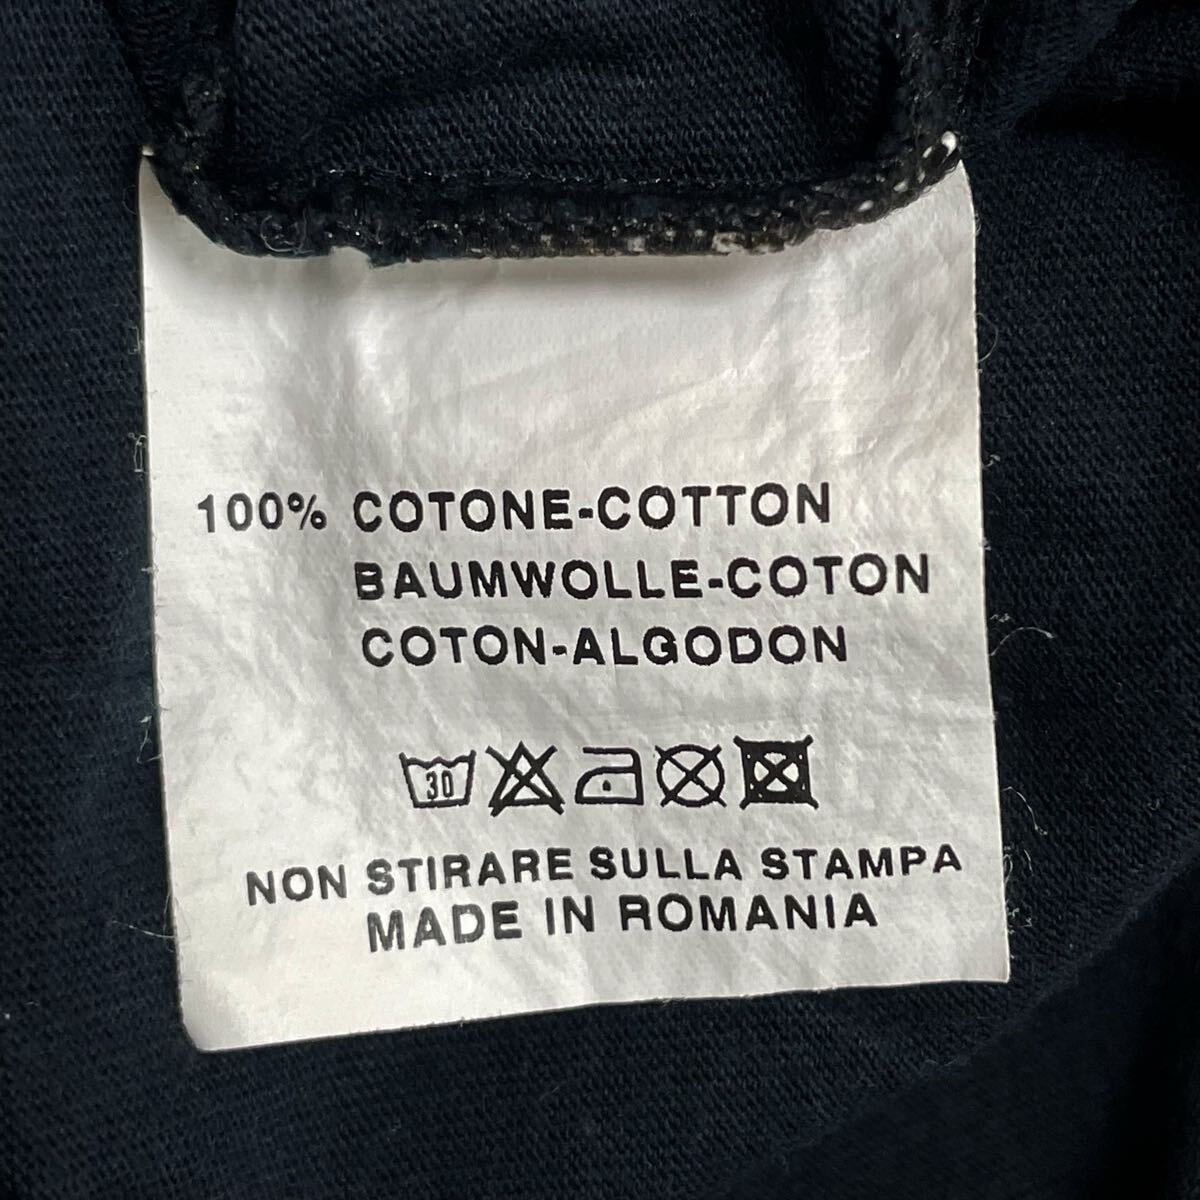 100% COTONE-COTTON
BAUMWOLLE-COTON
COTON-ALGODON
30
NON STIRARE SULLA STAMPA
MADE IN ROMANIA